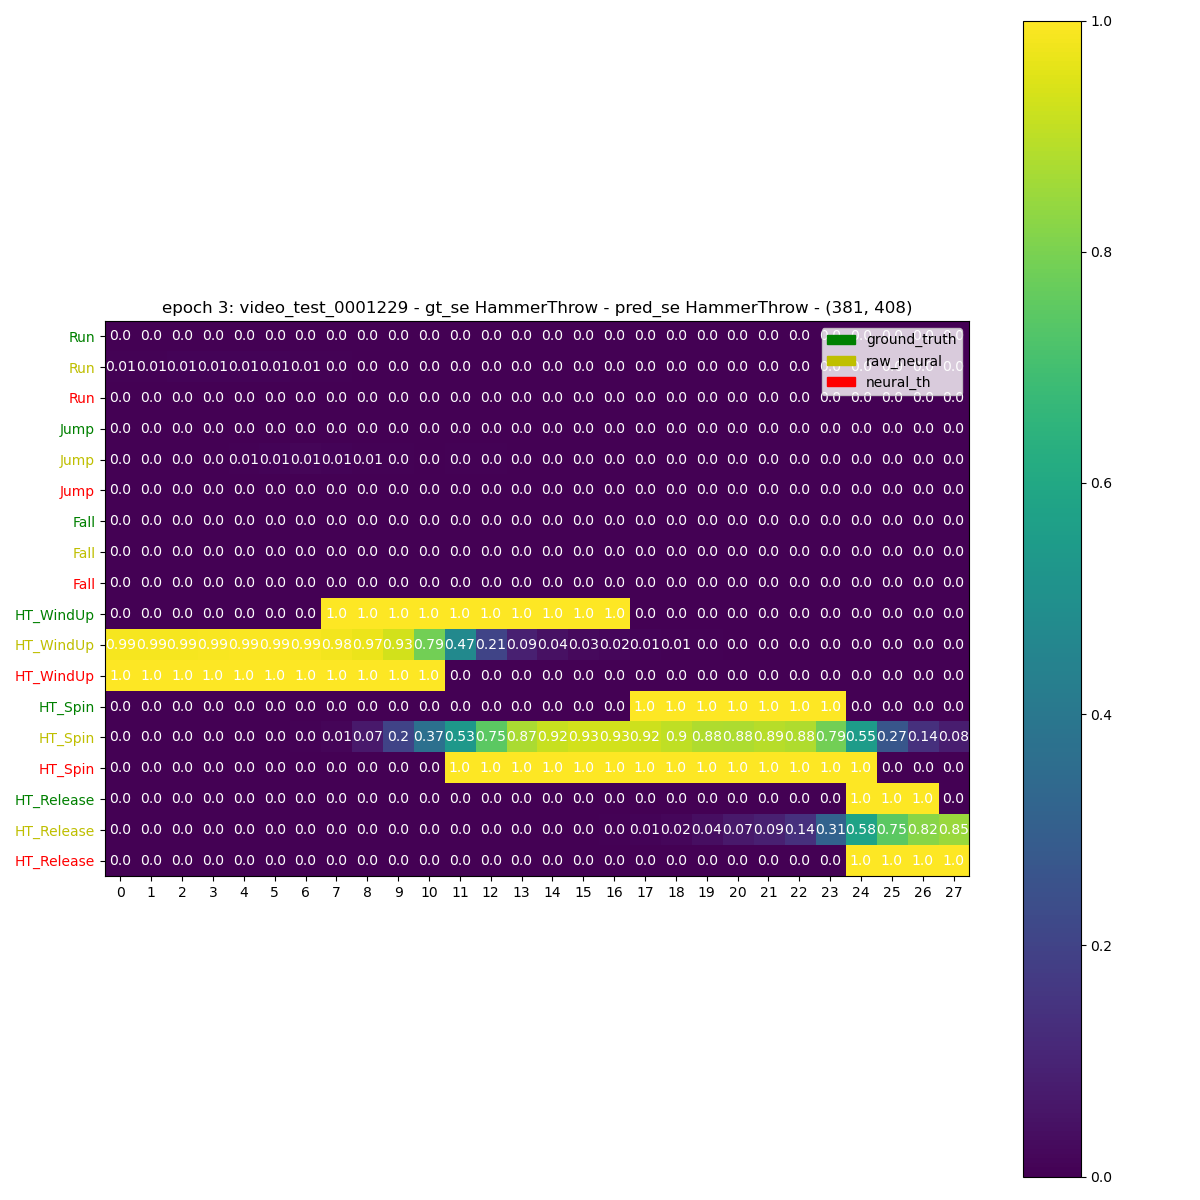 epoch 3: video_test_0001229 - gt_se HammerThrow - pred_se HammerThrow - (381, 408)
ground_truth
raw_neural
neural_th
Run 0.0 0.0 0.0 0.0 0.0 0.0 0.0 0.0 0.0 0.0 0.0 0.0 0.0 0.0 0.0 0.0 0.0 0.0 0.0 0.0 0.0 0.0 0.0 0.0 0.0 0.0 0.0 0.0
Run 0.01 0.01 0.01 0.01 0.01 0.01 0.01 0.0 0.0 0.0 0.0 0.0 0.0 0.0 0.0 0.0 0.0 0.0 0.0 0.0 0.0 0.0 0.0 0.0 0.0 0.0 0.0 0.0
Run 0.0 0.0 0.0 0.0 0.0 0.0 0.0 0.0 0.0 0.0 0.0 0.0 0.0 0.0 0.0 0.0 0.0 0.0 0.0 0.0 0.0 0.0 0.0 0.0 0.0 0.0 0.0 0.0
Jump 0.0 0.0 0.0 0.0 0.0 0.0 0.0 0.0 0.0 0.0 0.0 0.0 0.0 0.0 0.0 0.0 0.0 0.0 0.0 0.0 0.0 0.0 0.0 0.0 0.0 0.0 0.0 0.0
Jump 0.0 0.0 0.0 0.0 0.01 0.01 0.01 0.01 0.01 0.0 0.0 0.0 0.0 0.0 0.0 0.0 0.0 0.0 0.0 0.0 0.0 0.0 0.0 0.0 0.0 0.0 0.0 0.0
Jump 0.0 0.0 0.0 0.0 0.0 0.0 0.0 0.0 0.0 0.0 0.0 0.0 0.0 0.0 0.0 0.0 0.0 0.0 0.0 0.0 0.0 0.0 0.0 0.0 0.0 0.0 0.0 0.0
Fall 0.0 0.0 0.0 0.0 0.0 0.0 0.0 0.0 0.0 0.0 0.0 0.0 0.0 0.0 0.0 0.0 0.0 0.0 0.0 0.0 0.0 0.0 0.0 0.0 0.0 0.0 0.0 0.0
Fall 0.0 0.0 0.0 0.0 0.0 0.0 0.0 0.0 0.0 0.0 0.0 0.0 0.0 0.0 0.0 0.0 0.0 0.0 0.0 0.0 0.0 0.0 0.0 0.0 0.0 0.0 0.0 0.0
Fall 0.0 0.0 0.0 0.0 0.0 0.0 0.0 0.0 0.0 0.0 0.0 0.0 0.0 0.0 0.0 0.0 0.0 0.0 0.0 0.0 0.0 0.0 0.0 0.0 0.0 0.0 0.0 0.0
HT_WindUp 0.0 0.0 0.0 0.0 0.0 0.0 0.0 1.0 1.0 1.0 1.0 1.0 1.0 1.0 1.0 1.0 1.0 0.0 0.0 0.0 0.0 0.0 0.0 0.0 0.0 0.0 0.0 0.0
HT_WindUp 0.99 0.99 0.99 0.99 0.99 0.99 0.99 0.98 0.97 0.93 0.79 0.47 0.21 0.09 0.04 0.03 0.02 0.01 0.01 0.0 0.0 0.0 0.0 0.0 0.0 0.0 0.0 0.0
HT_WindUp 1.0 1.0 1.0 1.0 1.0 1.0 1.0 1.0 1.0 1.0 1.0 0.0 0.0 0.0 0.0 0.0 0.0 0.0 0.0 0.0 0.0 0.0 0.0 0.0 0.0 0.0 0.0 0.0
HT_Spin 0.0 0.0 0.0 0.0 0.0 0.0 0.0 0.0 0.0 0.0 0.0 0.0 0.0 0.0 0.0 0.0 0.0 1.0 1.0 1.0 1.0 1.0 1.0 1.0 0.0 0.0 0.0 0.0
HT_Spin 0.0 0.0 0.0 0.0 0.0 0.0 0.0 0.01 0.07 0.2 0.37 0.53 0.75 0.87 0.92 0.93 0.93 0.92 0.9 0.88 0.88 0.89 0.88 0.79 0.55 0.27 0.14 0.08
HT_Spin 0.0 0.0 0.0 0.0 0.0 0.0 0.0 0.0 0.0 0.0 0.0 1.0 1.0 1.0 1.0 1.0 1.0 1.0 1.0 1.0 1.0 1.0 1.0 1.0 1.0 0.0 0.0 0.0
HT_Release 0.0 0.0 0.0 0.0 0.0 0.0 0.0 0.0 0.0 0.0 0.0 0.0 0.0 0.0 0.0 0.0 0.0 0.0 0.0 0.0 0.0 0.0 0.0 0.0 1.0 1.0 1.0 0.0
HT_Release 0.0 0.0 0.0 0.0 0.0 0.0 0.0 0.0 0.0 0.0 0.0 0.0 0.0 0.0 0.0 0.0 0.0 0.01 0.02 0.04 0.07 0.09 0.14 0.31 0.58 0.75 0.82 0.85
HT_Release 0.0 0.0 0.0 0.0 0.0 0.0 0.0 0.0 0.0 0.0 0.0 0.0 0.0 0.0 0.0 0.0 0.0 0.0 0.0 0.0 0.0 0.0 0.0 0.0 1.0 1.0 1.0 1.0
0 1 2 3 4 5 6 7 8 9 10 11 12 13 14 15 16 17 18 19 20 21 22 23 24 25 26 27
1.0
0.8
0.6
0.4
0.2
0.0